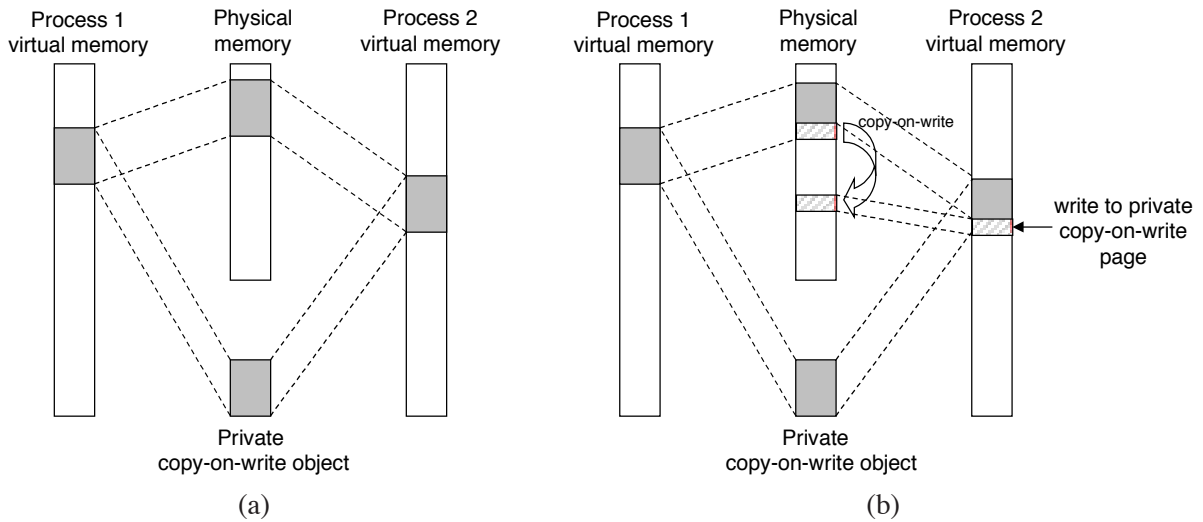 Process 1
virtual memory
Physical
memory
Process 2
virtual memory
Private
copy-on-write object
(a)
Process 1
virtual memory
Physical
memory
Process 2
virtual memory
copy-on-write
write to private
copy-on-write
page
Private
copy-on-write object
(b)